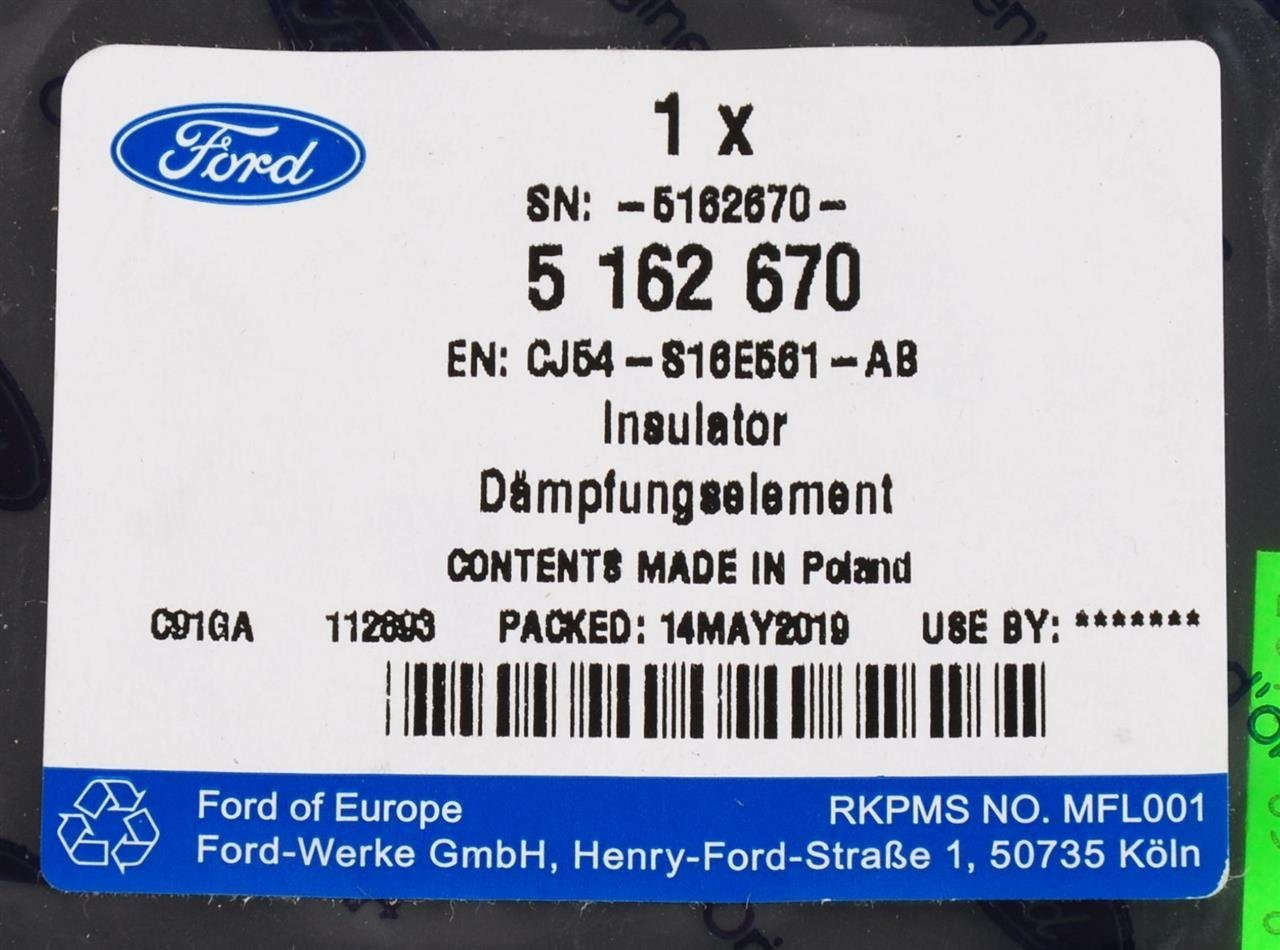 Ford
1 x
SN: -5162670-
5 162 670
EN: CJ54-S16E561-AB
Insulator
Dämpfungselement
CONTENTS MADE IN Poland
C91GA 112893 PACKED: 14MAY2019 USE BY: *******
Ford of Europe RKPMS NO. MFL001
Ford-Werke GmbH, Henry-Ford-Straße 1, 50735 Köln